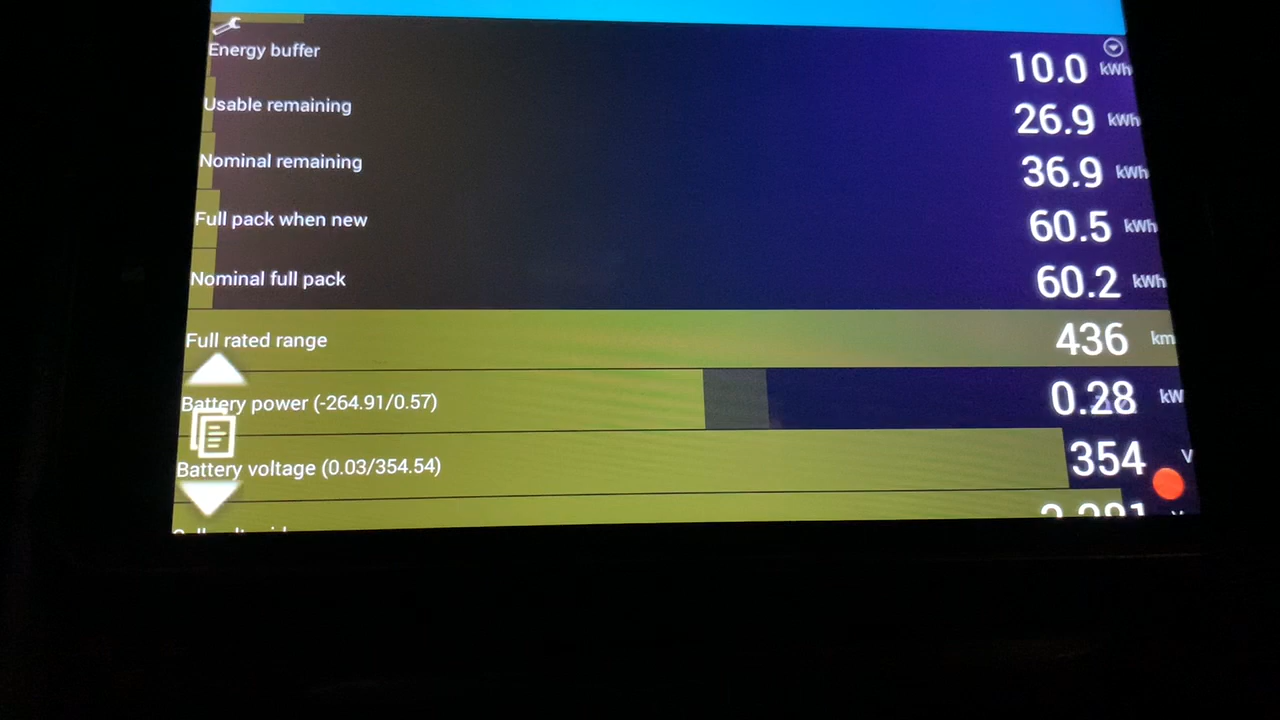 Energy buffer 10.0 kWh
Usable remaining 26.9 kWh
Nominal remaining 36.9 kWh
Full pack when new 60.5 kWh
Nominal full pack 60.2 kWh
Full rated range 436 km
Battery power (-264.91/0.57) 0.28 kW
Battery voltage (0.03/354.54) 354 V